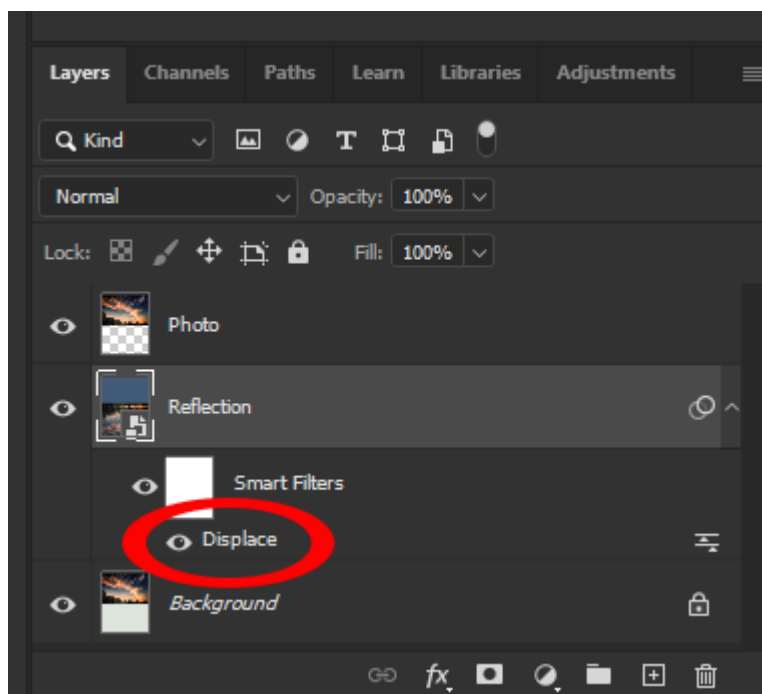 Layers Channels Paths Learn Libraries Adjustments
Kind T
Normal Opacity: 100%
Lock: Fill: 100%
Photo
Reflection
Smart Filters
Displace
Background
fx